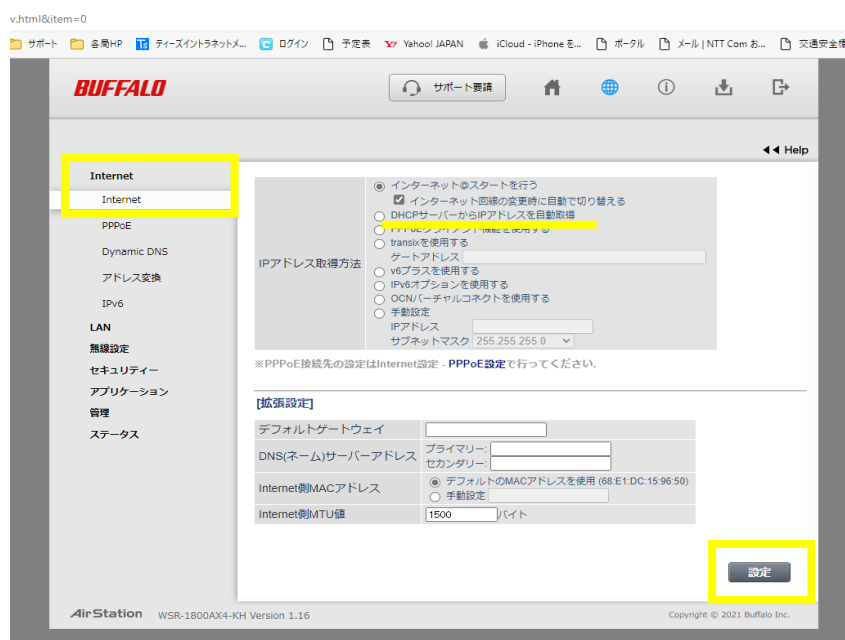 v.html&item=0
サポート 各局HP ティーズイントラネットメ... ログイン 予定表 Yahoo! JAPAN iCloud - iPhone を... ポータル メール | NTT Com お... 交通安全
BUFFALO サポート要請
Help
Internet
Internet
PPPoE
Dynamic DNS
アドレス変換
IPv6
LAN
無線設定
セキュリティー
アプリケーション
管理
ステータス
IPアドレス取得方法
インターネット@スタートを行う
インターネット回線の変更時に自動で切り替える
DHCPサーバーからIPアドレスを自動取得
PPPoEクライアント機能を使用する
transixを使用する
ゲートアドレス
v6プラスを使用する
IPv6オプションを使用する
OCNバーチャルコネクトを使用する
手動設定
IPアドレス
サブネットマスク 255.255.255.0
※PPPoE接続先の設定はInternet設定 - PPPoE設定で行ってください.
[拡張設定]
デフォルトゲートウェイ
DNS(ネーム)サーバーアドレス プライマリー:
セカンダリー:
Internet側MACアドレス デフォルトのMACアドレスを使用 (68:E1:DC:15:96:50)
手動設定
Internet側MTU値 1500 バイト
設定
AirStation WSR-1800AX4-KH Version 1.16 Copyright © 2021 Buffalo Inc.